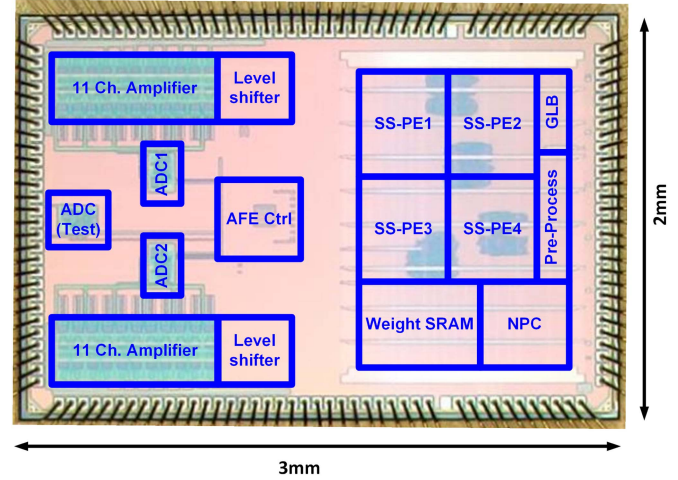 11 Ch. Amplifier
Level
shifter
SS-PE1
SS-PE2
GLB
ADC1
ADC
(Test)
AFE Ctrl
SS-PE3
SS-PE4
Pre-Process
ADC2
Weight SRAM
NPC
11 Ch. Amplifier
Level
shifter
2mm
3mm